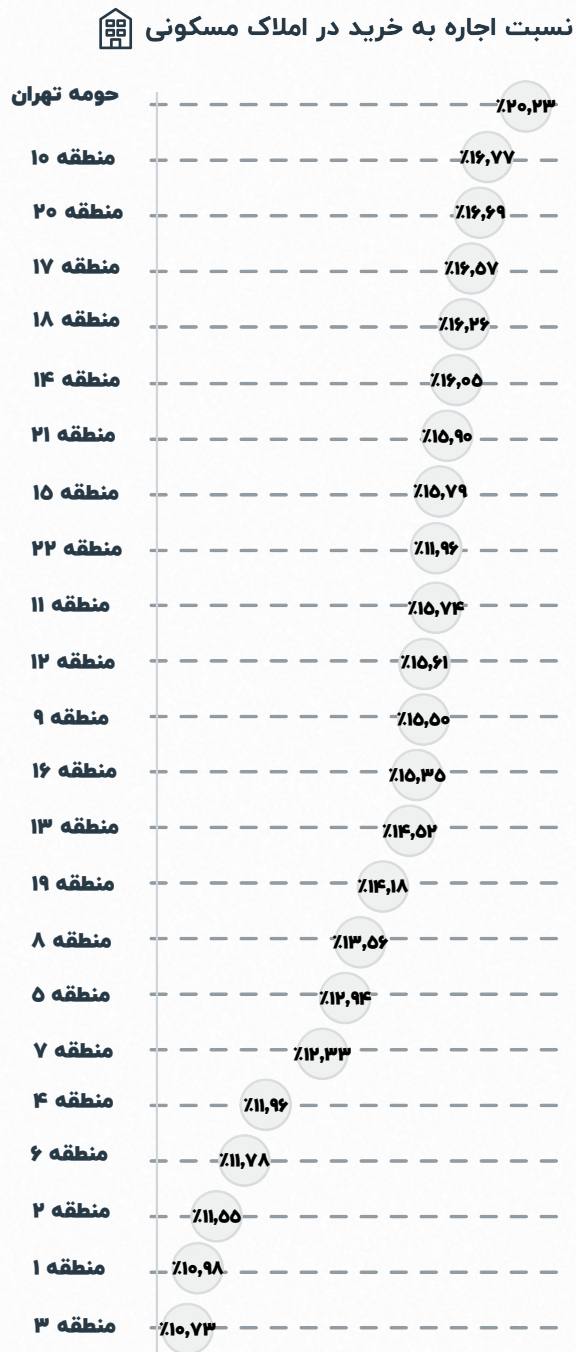 نسبت اجاره به خرید در املاک مسکونی
حومه تهران ٪۲۰,۲۳
منطقه ۱۰ ٪۱۶,۷۷
منطقه ۲۰ ٪۱۶,۶۹
منطقه ۱۷ ٪۱۶,۵۷
منطقه ۱۸ ٪۱۶,۲۶
منطقه ۱۴ ٪۱۶,۰۵
منطقه ۲۱ ٪۱۵,۹۰
منطقه ۱۵ ٪۱۵,۷۹
منطقه ۲۲ ٪۱۱,۹۶
منطقه ۱۱ ٪۱۵,۷۴
منطقه ۱۲ ٪۱۵,۶۱
منطقه ۹ ٪۱۵,۵۰
منطقه ۱۶ ٪۱۵,۳۵
منطقه ۱۳ ٪۱۴,۵۲
منطقه ۱۹ ٪۱۴,۱۸
منطقه ۸ ٪۱۳,۵۶
منطقه ۵ ٪۱۲,۹۴
منطقه ۷ ٪۱۲,۳۳
منطقه ۴ ٪۱۱,۹۶
منطقه ۶ ٪۱۱,۷۸
منطقه ۲ ٪۱۱,۵۵
منطقه ۱ ٪۱۰,۹۸
منطقه ۳ ٪۱۰,۷۳